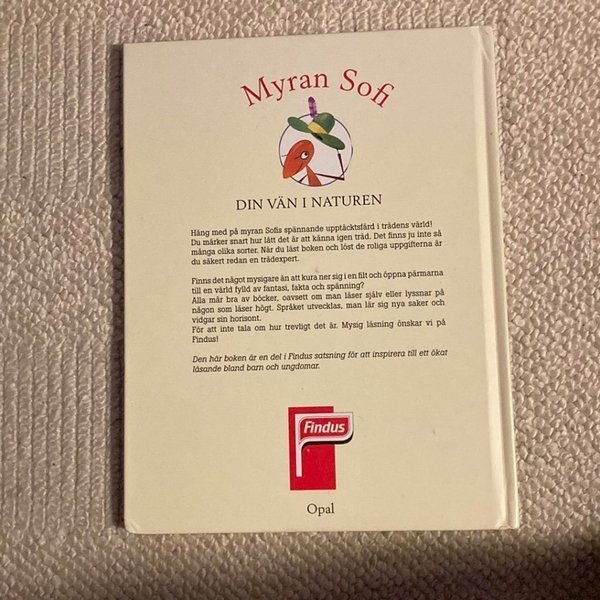 Myran Sofi
DIN VÄN I NATUREN
Häng med på myran Sofis spännande upptäcktsfärd i trädens värld!
Du märker snart hur lätt det är att känna igen träd. Det finns ju inte så
många olika sorter. När du läst boken och löst de roliga uppgifterna är
du säkert redan en trädexpert.
Finns det något mysigare än att kura ner sig i en filt och öppna pärmarna
till en värld fylld av fantasi, fakta och spänning?
Alla mår bra av böcker, oavsett om man läser själv eller lyssnar på
någon som läser högt. Språket utvecklas, man lär sig nya saker och
vidgar sin horisont.
För att inte tala om hur trevligt det är. Mysig läsning önskar vi på
Findus!
Den här boken är en del i Findus satsning för att inspirera till ett ökat
läsande bland barn och ungdomar.
Findus
Opal